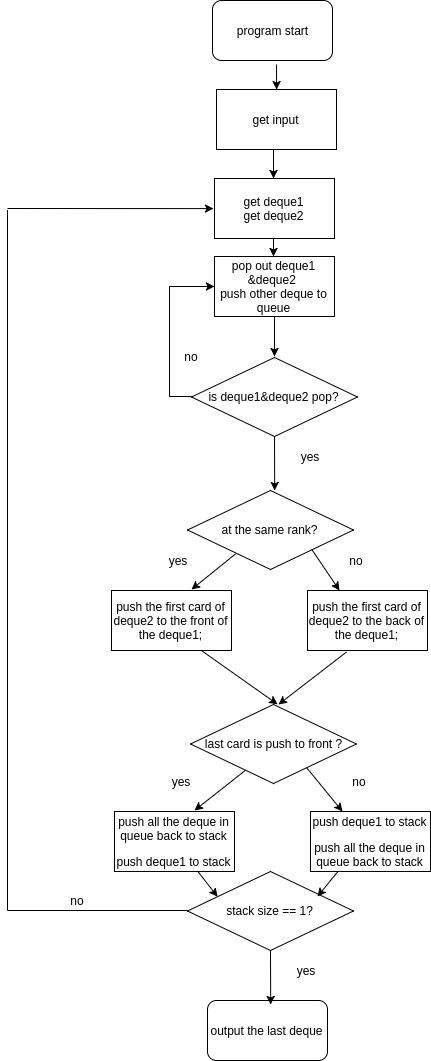 program start
get input
get deque1
get deque2
pop out deque1
&deque2
push other deque to
queue
no
is deque1&deque2 pop?
yes
at the same rank?
yes
no
push the first card of
deque2 to the front of
the deque1;
push the first card of
deque2 to the back of
the deque1;
last card is push to front ?
yes
no
push all the deque in
queue back to stack
push deque1 to stack
push deque1 to stack
push all the deque in
queue back to stack
no
stack size == 1?
yes
output the last deque